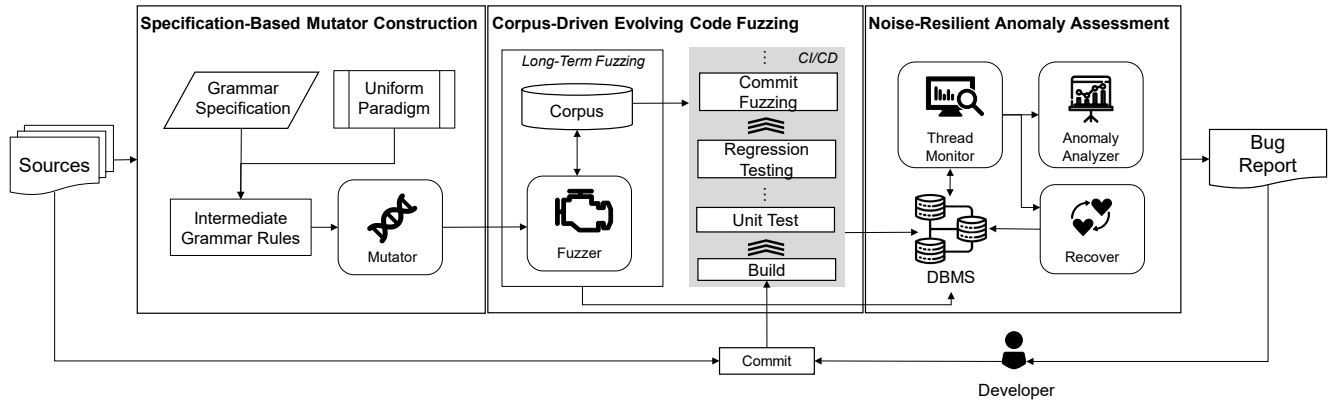 Specification-Based Mutator Construction
Corpus-Driven Evolving Code Fuzzing
Noise-Resilient Anomaly Assessment
Sources
Grammar
Specification
Uniform
Paradigm
Intermediate
Grammar Rules
Mutator
Long-Term Fuzzing
Corpus
Fuzzer
CI/CD
⋮
Commit
Fuzzing
Regression
Testing
⋮
Unit Test
Build
Thread
Monitor
Anomaly
Analyzer
DBMS
Recover
Bug
Report
Commit
Developer